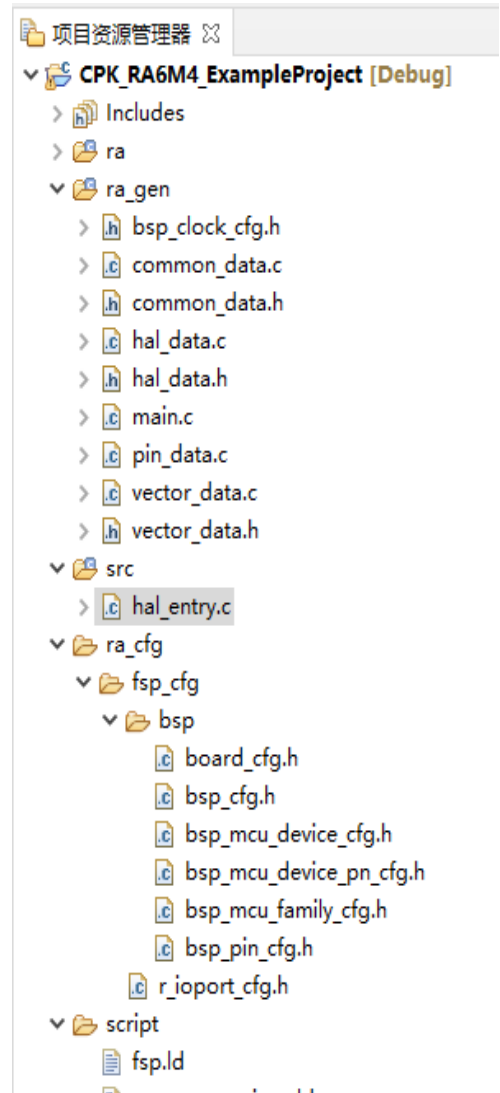 项目资源管理器
CPK_RA6M4_ExampleProject [Debug]
Includes
ra
ra_gen
bsp_clock_cfg.h
common_data.c
common_data.h
hal_data.c
hal_data.h
main.c
pin_data.c
vector_data.c
vector_data.h
src
hal_entry.c
ra_cfg
fsp_cfg
bsp
board_cfg.h
bsp_cfg.h
bsp_mcu_device_cfg.h
bsp_mcu_device_pn_cfg.h
bsp_mcu_family_cfg.h
bsp_pin_cfg.h
r_ioport_cfg.h
script
fsp.ld